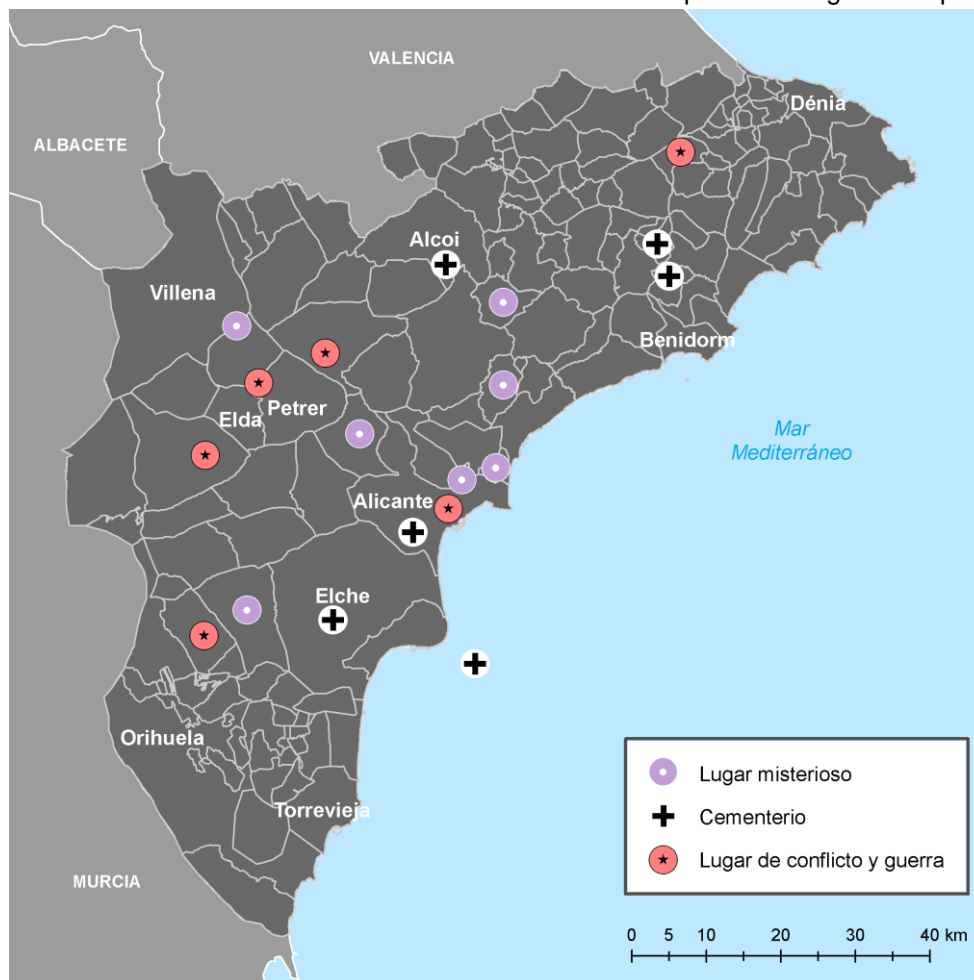 VALENCIA
Dénia
ALBACETE
Alcoi
Villena
Benidorm
Petrer
Elda
Mar
Mediterráneo
Alicante
Elche
Orihuela
Torrevieja
MURCIA
Lugar misterioso
Cementerio
Lugar de conflicto y guerra
0 5 10 20 30 40 km